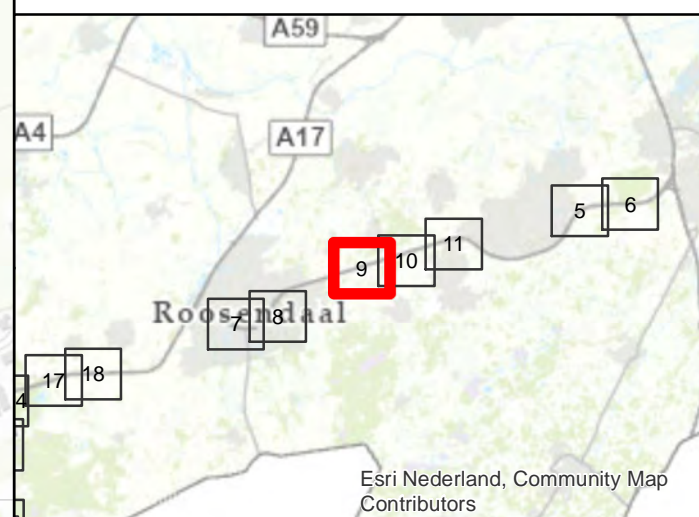 A59
A4
A17
5
6
11
10
9
8
7
Roosendaal
17
18
4
Esri Nederland, Community Map
Contributors